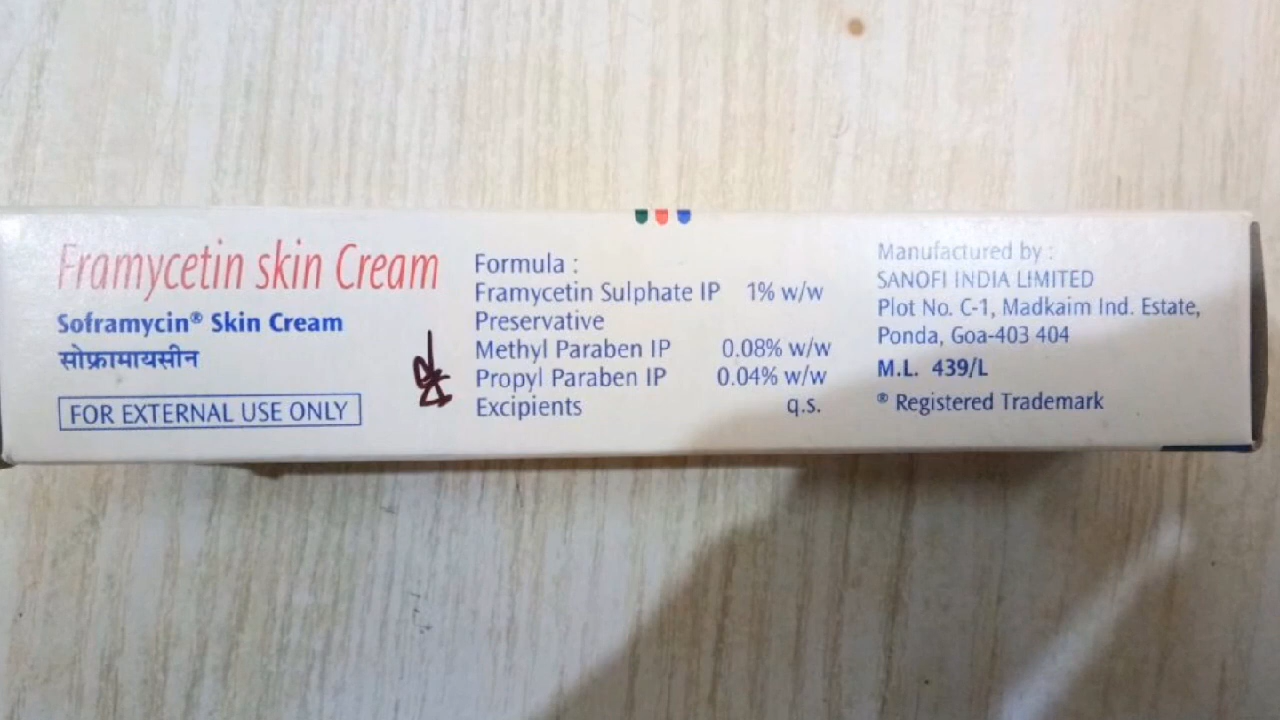 Framycetin skin Cream
Soframycin® Skin Cream
सोफ्रामायसीन
FOR EXTERNAL USE ONLY
Formula :
Framycetin Sulphate IP 1% w/w
Preservative
Methyl Paraben IP 0.08% w/w
Propyl Paraben IP 0.04% w/w
Excipients q.s.
Manufactured by :
SANOFI INDIA LIMITED
Plot No. C-1, Madkaim Ind. Estate,
Ponda, Goa-403 404
M.L. 439/L
® Registered Trademark